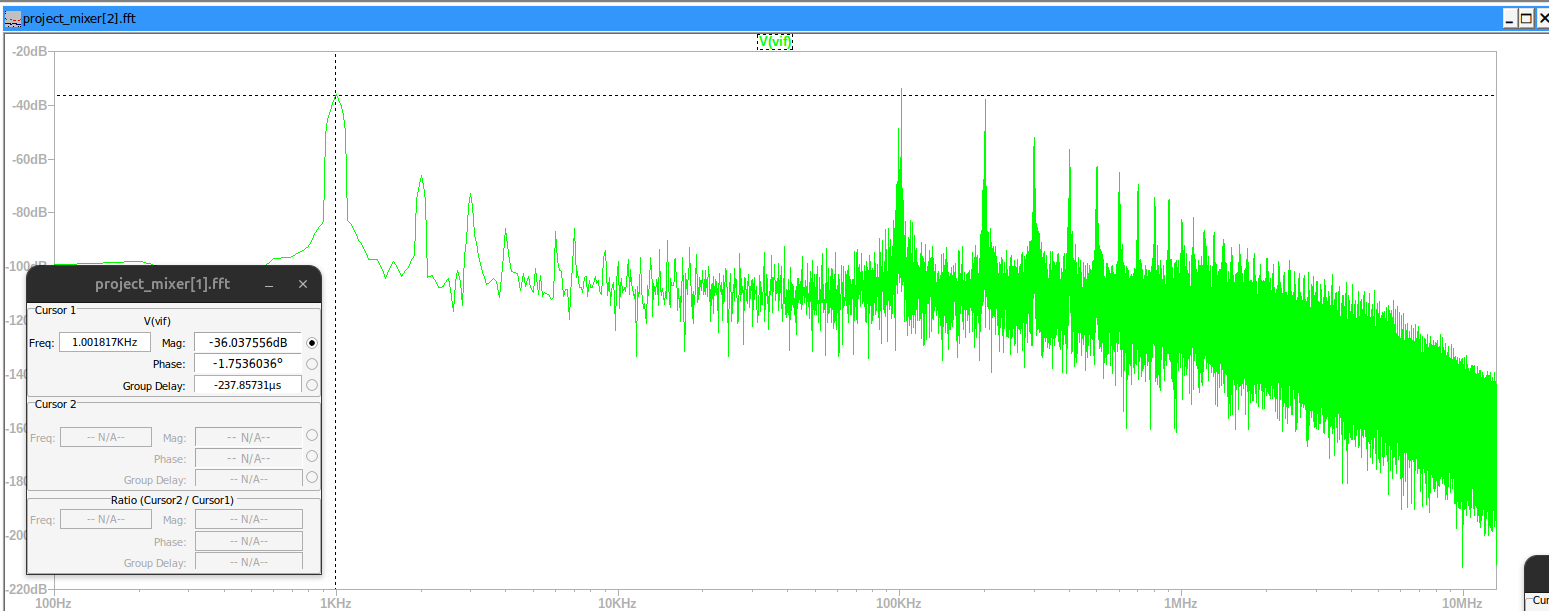 project_mixer[2].fft
V(vif)
-20dB
-40dB
-60dB
-80dB
-100dB
project_mixer[1].fft
Cursor 1
V(vif)
Freq: 1.001817KHz Mag: -36.037556dB
Phase: -1.7536036°
Group Delay: -237.85731µs
Cursor 2
Freq: -- N/A-- Mag: -- N/A--
Phase: -- N/A--
Group Delay: -- N/A--
Ratio (Cursor2 / Cursor1)
Freq: -- N/A-- Mag: -- N/A--
Phase: -- N/A--
Group Delay: -- N/A--
-220dB
100Hz 1KHz 10KHz 100KHz 1MHz 10MHz